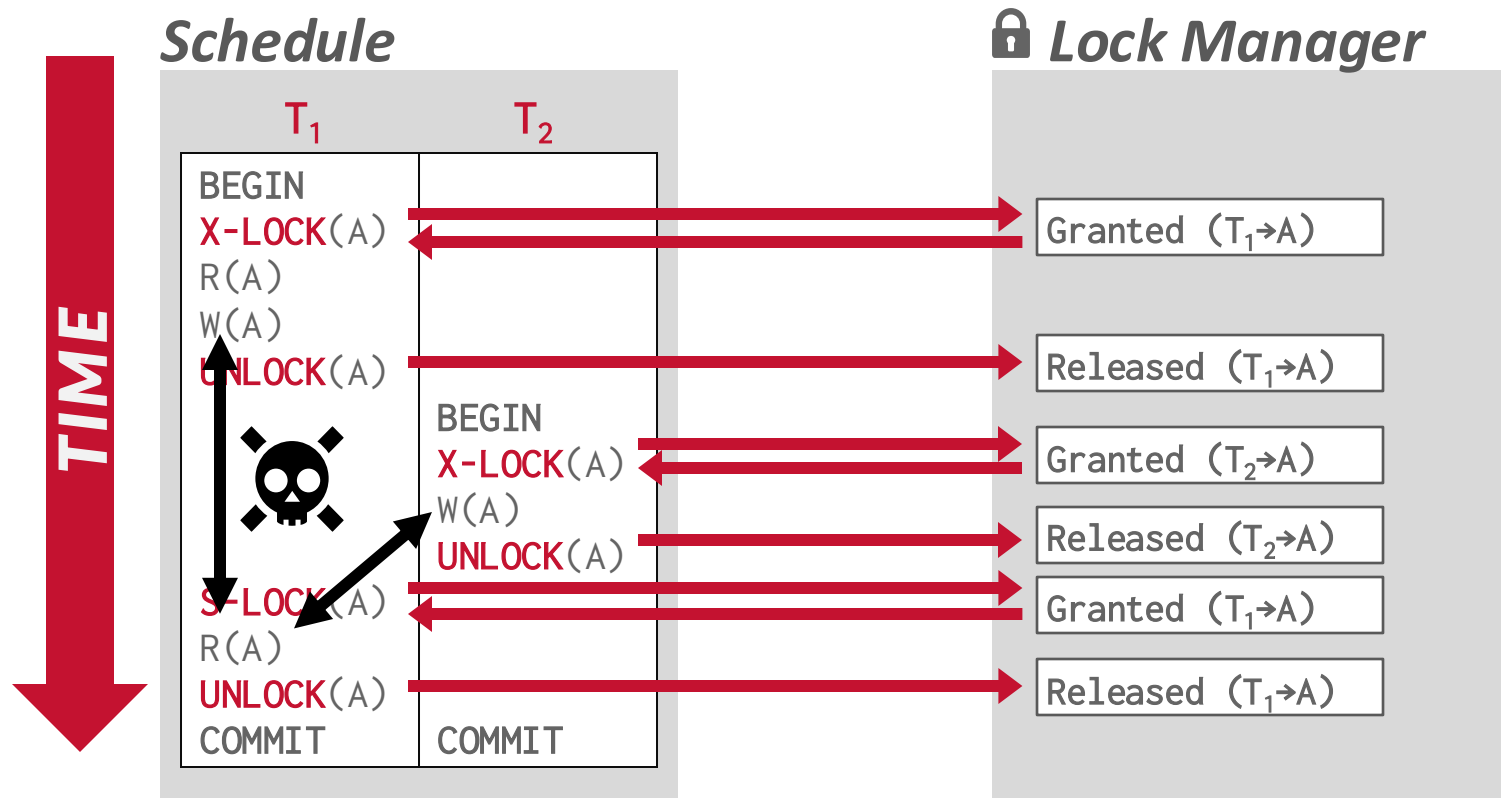 Schedule
Lock Manager
TIME
T1 T2
BEGIN
X-LOCK(A)
R(A)
W(A)
UNLOCK(A)
BEGIN
X-LOCK(A)
W(A)
UNLOCK(A)
S-LOCK(A)
R(A)
UNLOCK(A)
COMMIT COMMIT
Granted (T1→A)
Released (T1→A)
Granted (T2→A)
Released (T2→A)
Granted (T1→A)
Released (T1→A)